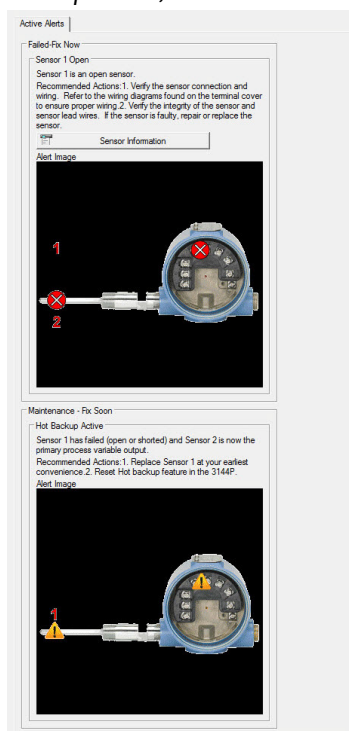 Active Alerts
Failed-Fix Now
Sensor 1 Open
Sensor 1 is an open sensor.
Recommended Actions:1. Verify the sensor connection and
wiring. Refer to the wiring diagrams found on the terminal cover
to ensure proper wiring.2. Verify the integrity of the sensor and
sensor lead wires. If the sensor is faulty, repair or replace the
sensor.
Sensor Information
Alert Image
1
2
Maintenance - Fix Soon
Hot Backup Active
Sensor 1 has failed (open or shorted) and Sensor 2 is now the
primary process variable output.
Recommended Actions:1. Replace Sensor 1 at your earliest
convenience.2. Reset Hot backup feature in the 3144P.
Alert Image
1